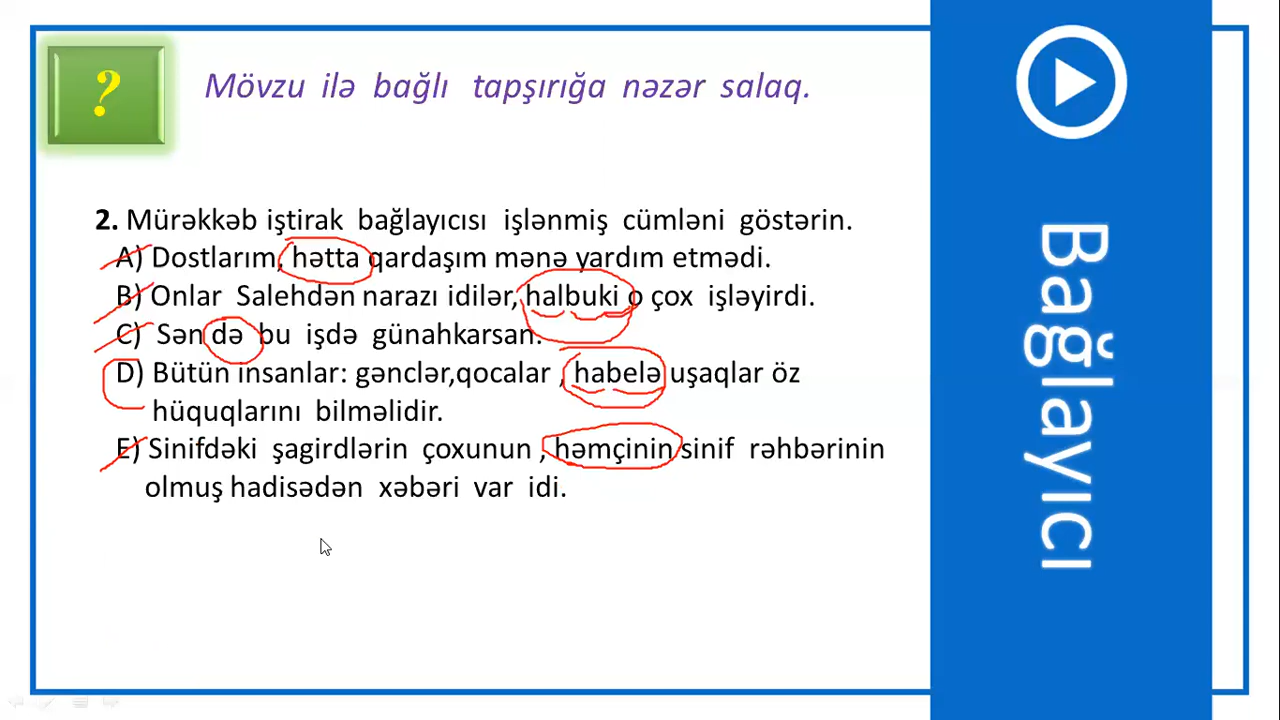 ?
Mövzu ilə bağlı tapşırığa nəzər salaq.
2. Mürəkkəb iştirak bağlayıcısı işlənmiş cümləni göstərin.
A) Dostlarım, hətta qardaşım mənə yardım etmədi.
B) Onlar Salehdən narazı idilər, halbuki o çox işləyirdi.
C) Sən də bu işdə günahkarsan.
D) Bütün insanlar: gənclər,qocalar , habelə uşaqlar öz
hüquqlarını bilməlidir.
E) Sinifdəki şagirdlərin çoxunun , həmçinin sinif rəhbərinin
olmuş hadisədən xəbəri var idi.
Bağlayıcı